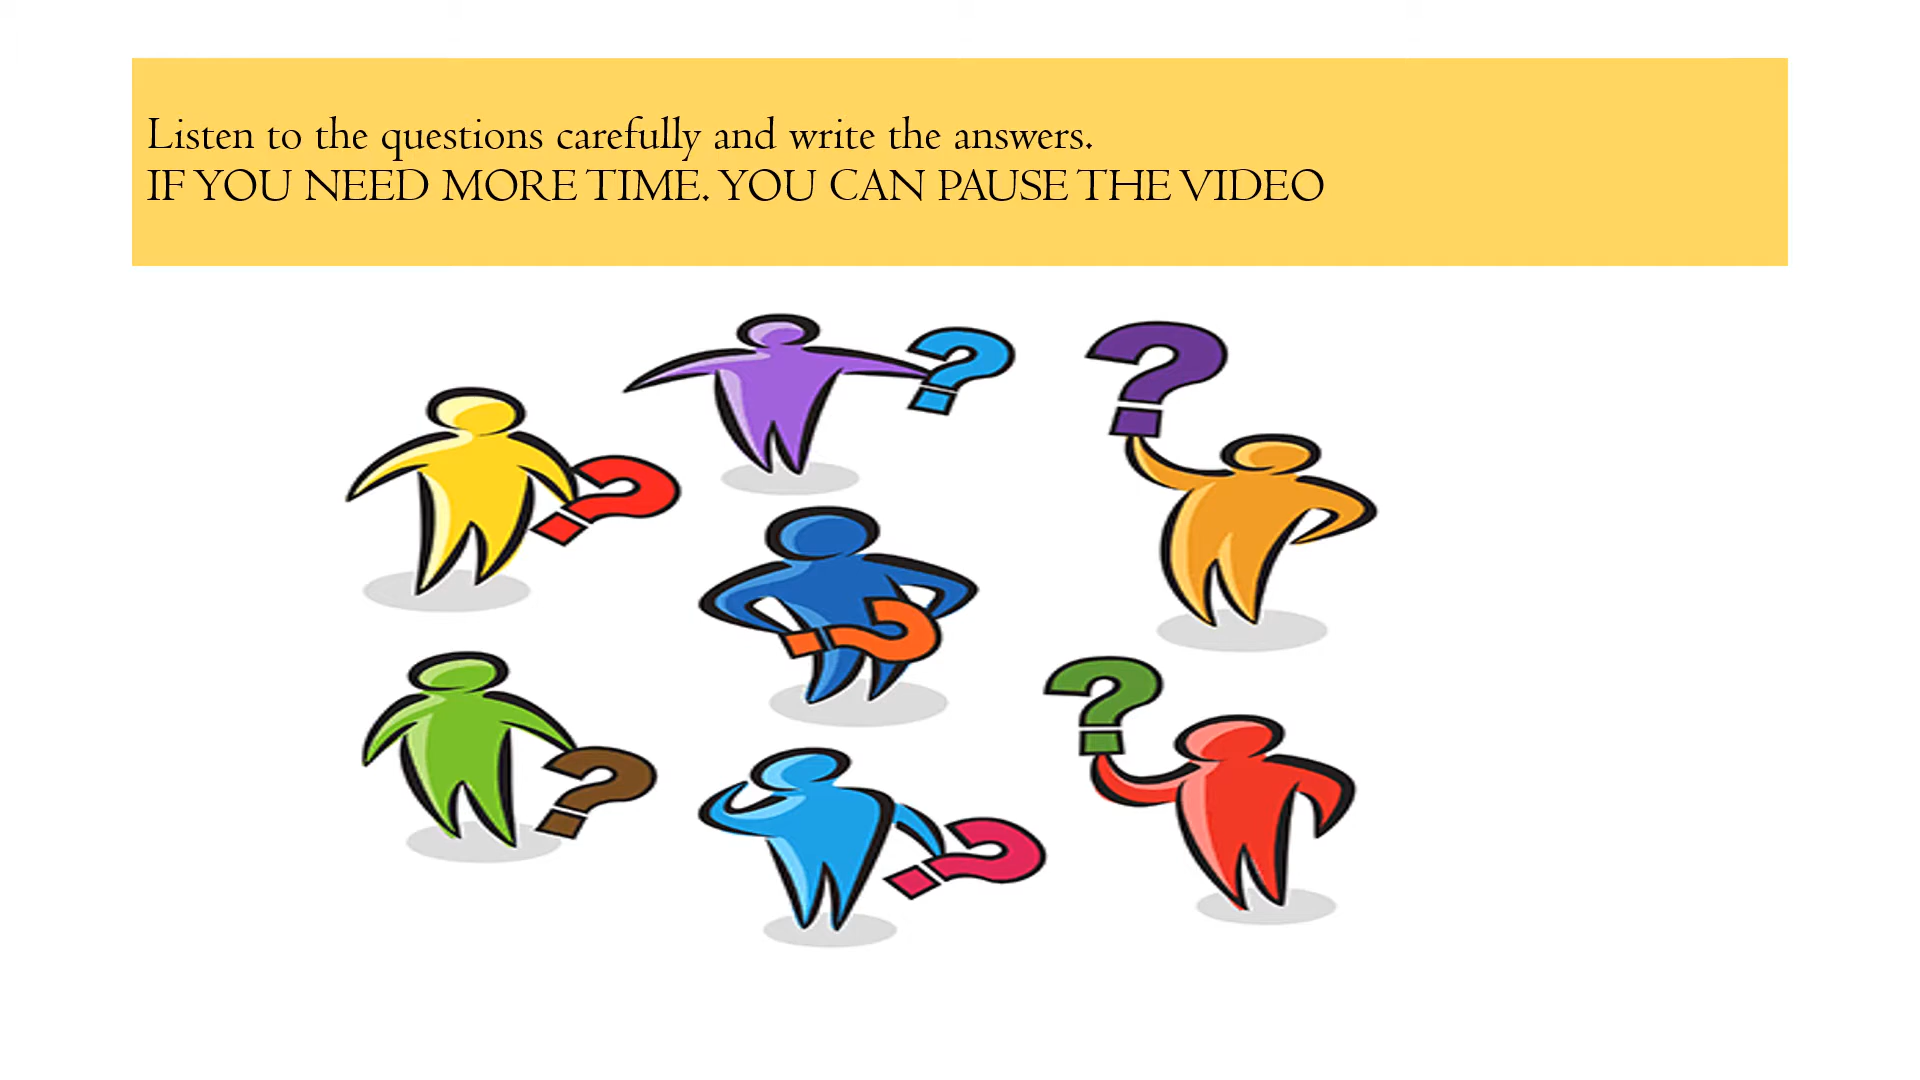 Listen to the questions carefully and write the answers.
IF YOU NEED MORE TIME. YOU CAN PAUSE THE VIDEO